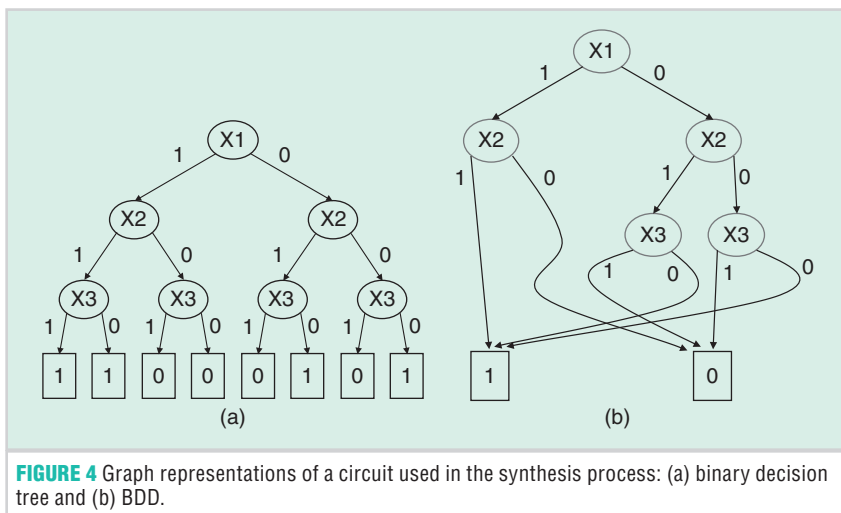 X1
1 0
X2 X2
1 0 1 0
X3 X3 X3 X3
1 0 1 0 1 0 1 0
1 1 0 0 0 1 0 1
(a)
X1
1 0
X2 X2
1 0 1 0
X3 X3
1 0 1 0
1 0
(b)
FIGURE 4 Graph representations of a circuit used in the synthesis process: (a) binary decision
tree and (b) BDD.